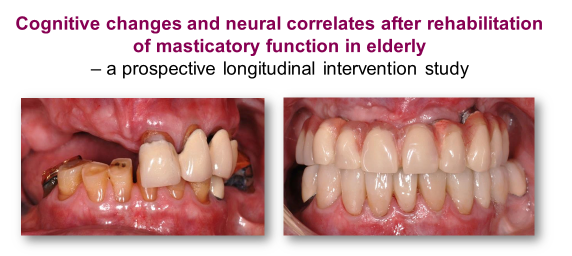 Cognitive changes and neural correlates after rehabilitation
of masticatory function in elderly
– a prospective longitudinal intervention study